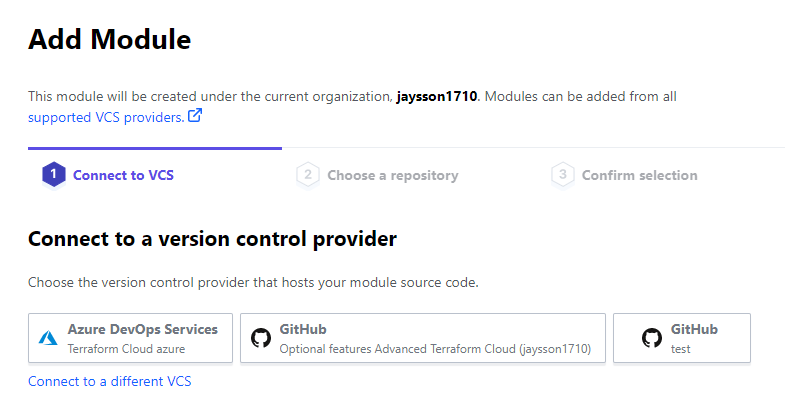 Add Module
This module will be created under the current organization, jaysson1710. Modules can be added from all
supported VCS providers.
1 Connect to VCS
2 Choose a repository
3 Confirm selection
Connect to a version control provider
Choose the version control provider that hosts your module source code.
Azure DevOps Services
Terraform Cloud azure
GitHub
Optional features Advanced Terraform Cloud (jaysson1710)
GitHub
test
Connect to a different VCS